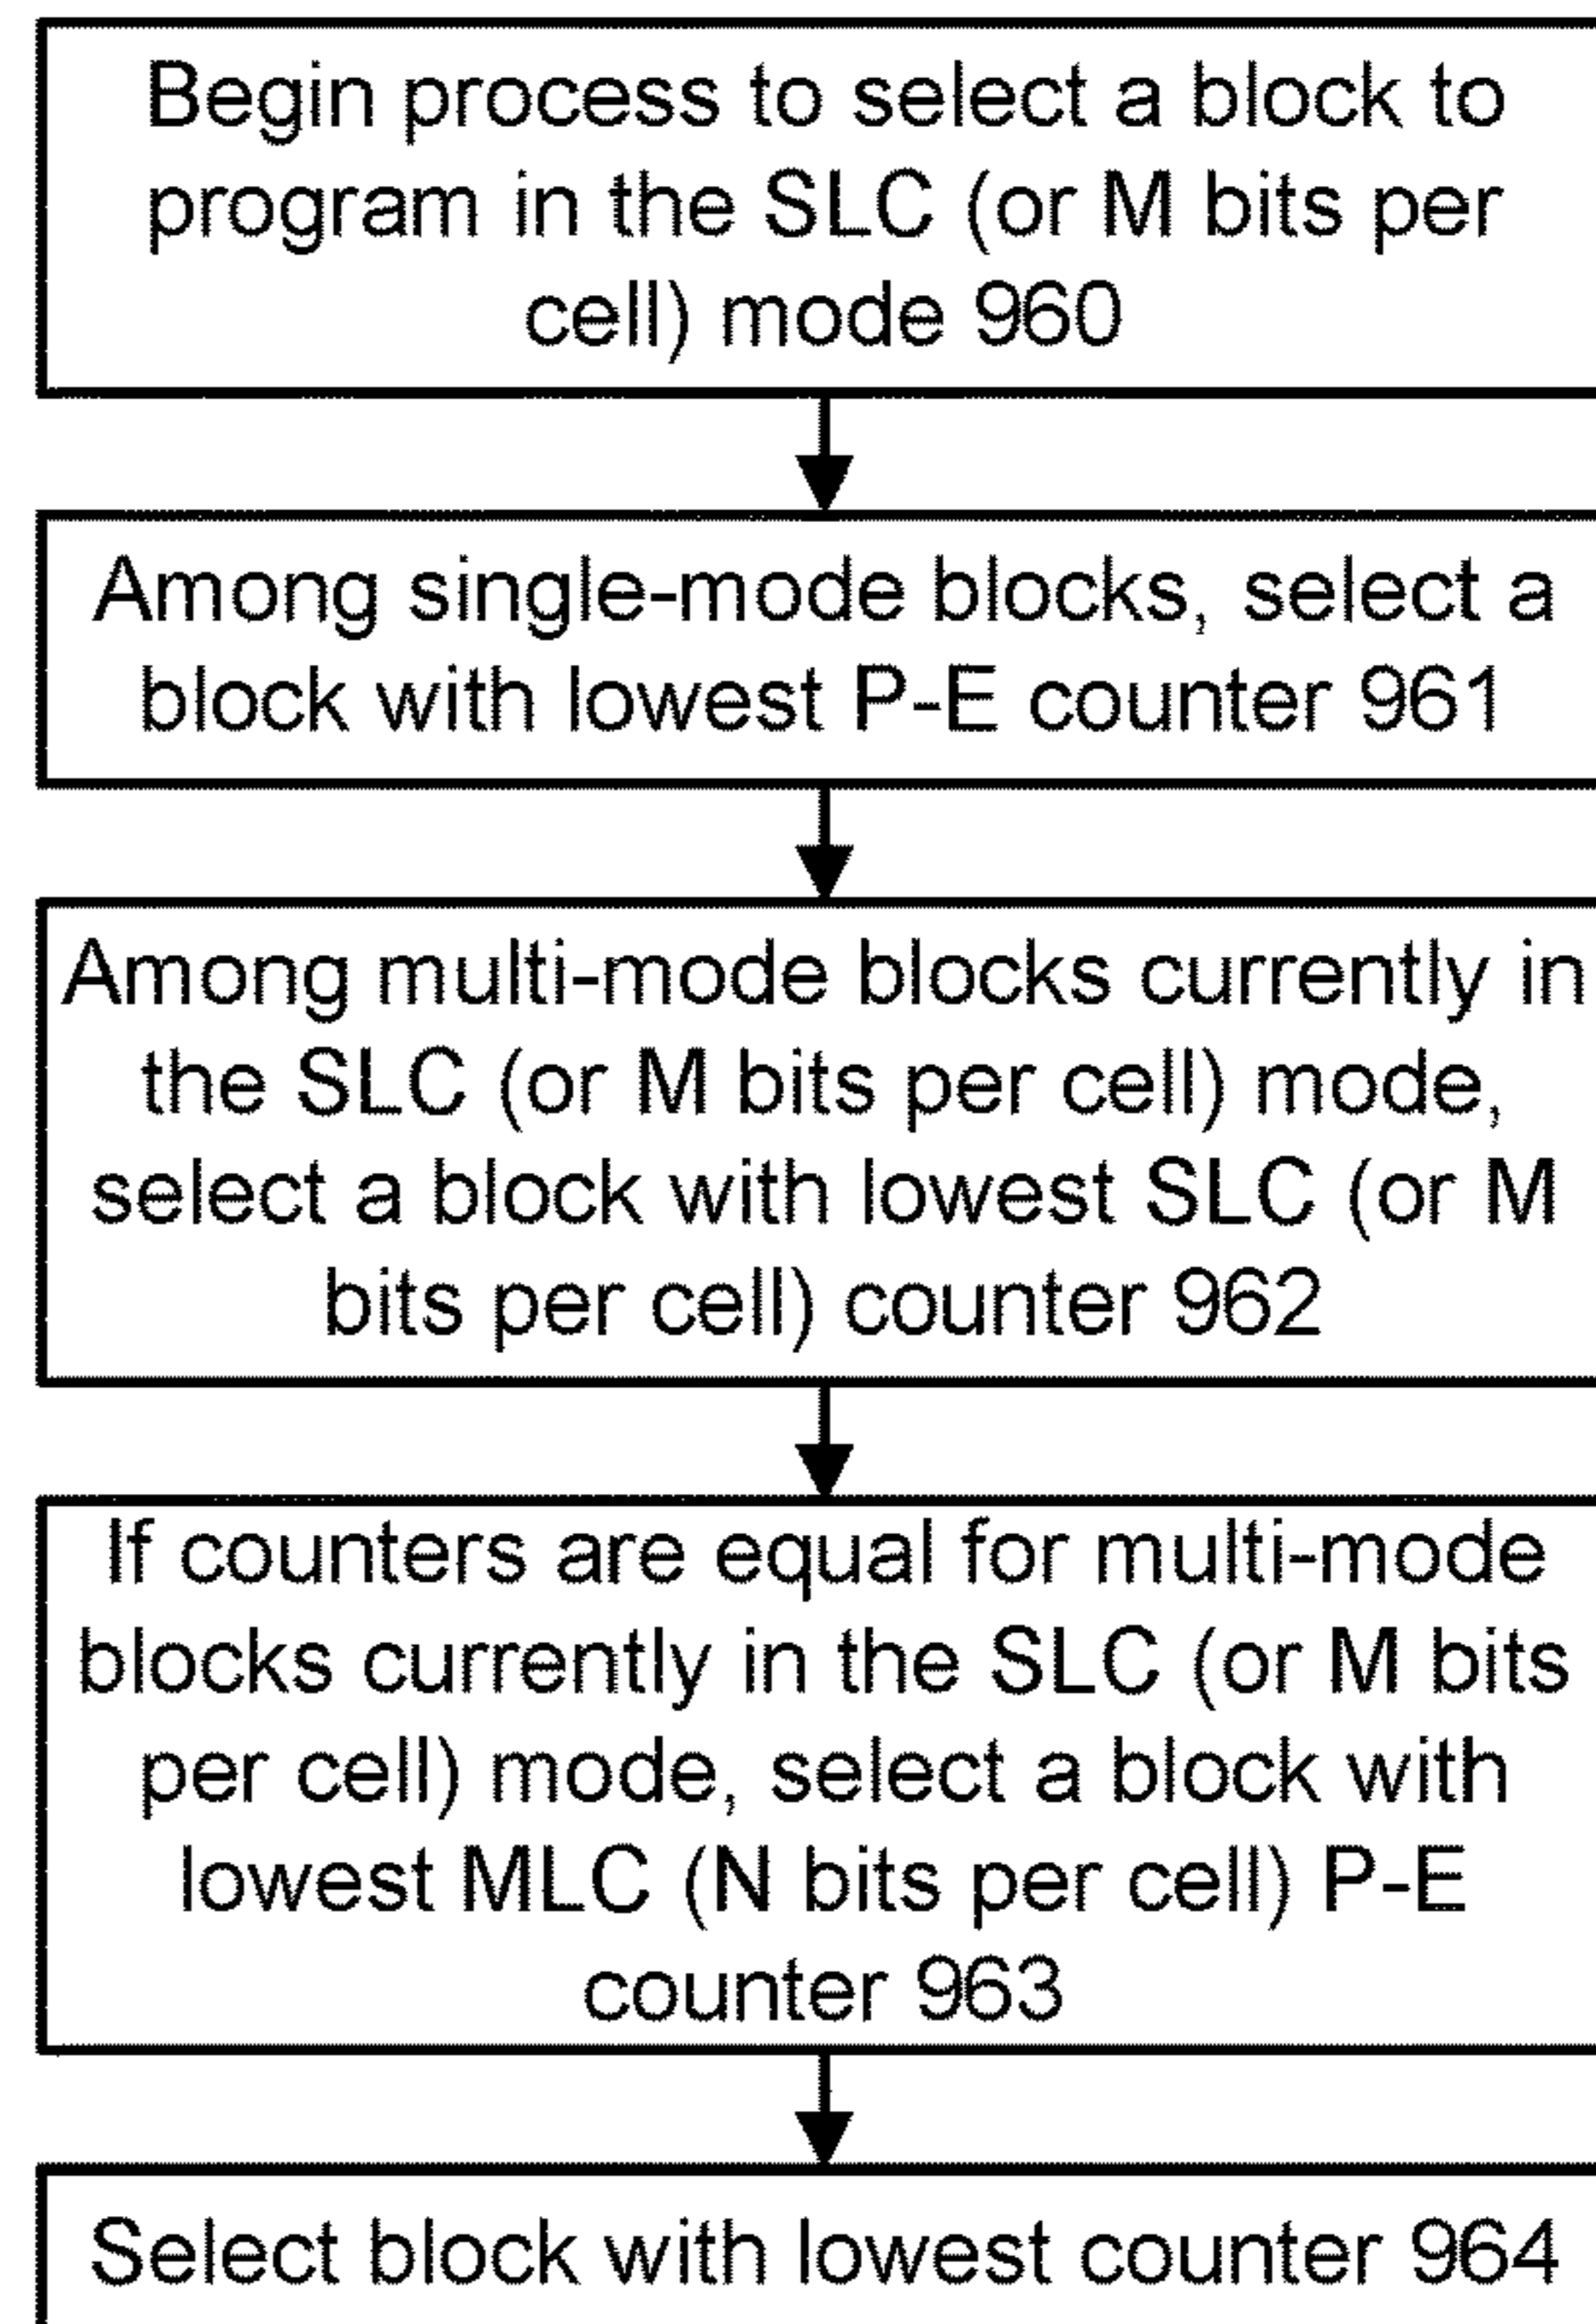 Begin process to select a block to
program in the SLC (or M bits per
cell) mode 960
Among single-mode blocks, select a
block with lowest P-E counter 961
Among multi-mode blocks currently in
the SLC (or M bits per cell) mode,
select a block with lowest SLC (or M
bits per cell) counter 962
If counters are equal for multi-mode
blocks currently in the SLC (or M bits
per cell) mode, select a block with
lowest MLC (N bits per cell) P-E
counter 963
Select block with lowest counter 964